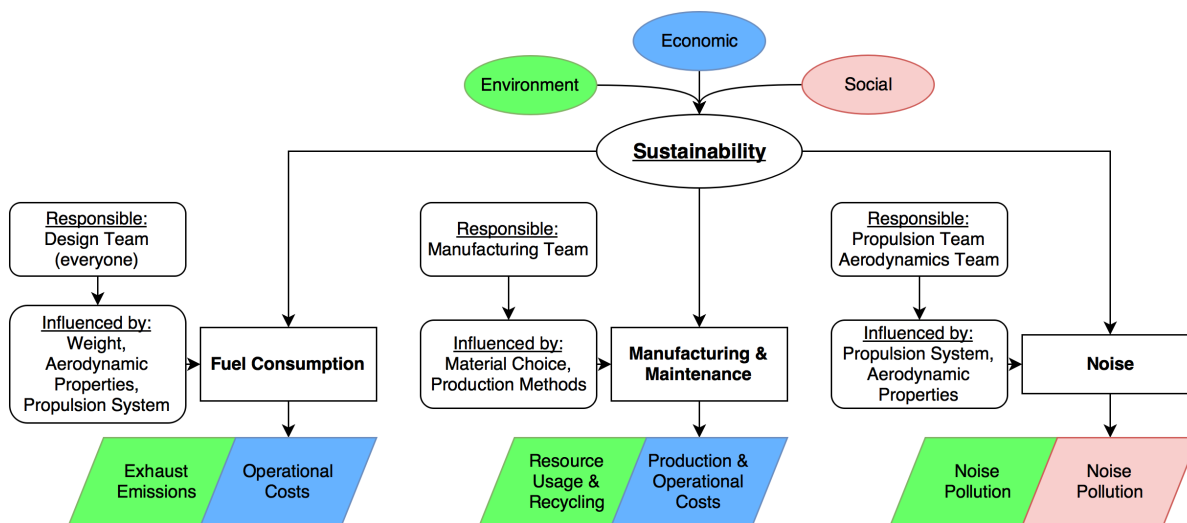 Economic
Environment
Social
Sustainability
Responsible:
Design Team
(everyone)
Responsible:
Manufacturing Team
Responsible:
Propulsion Team
Aerodynamics Team
Influenced by:
Weight,
Aerodynamic
Properties,
Propulsion System
Fuel Consumption
Influenced by:
Material Choice,
Production Methods
Manufacturing &
Maintenance
Influenced by:
Propulsion System,
Aerodynamic
Properties
Noise
Exhaust
Emissions
Operational
Costs
Resource
Usage &
Recycling
Production &
Operational
Costs
Noise
Pollution
Noise
Pollution